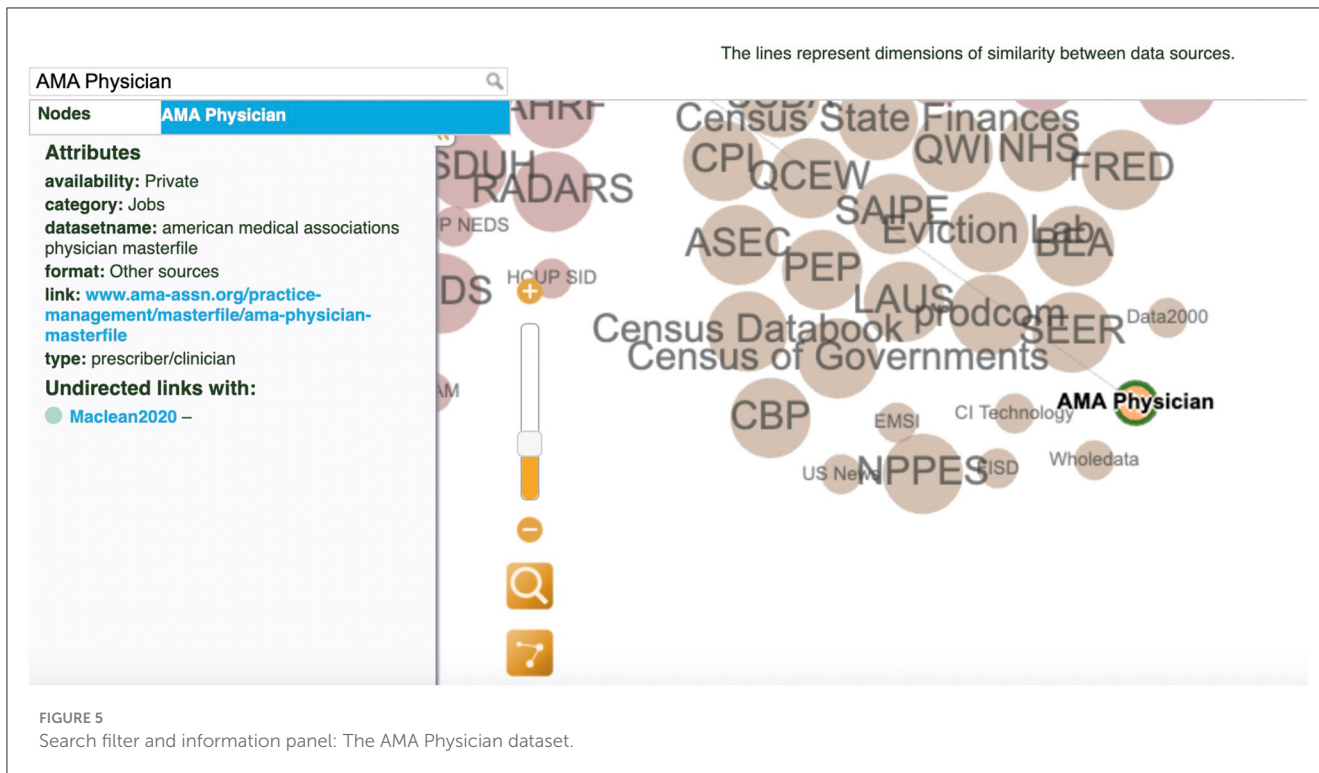 The lines represent dimensions of similarity between data sources.
AMA Physician
Nodes AMA Physician
Attributes
availability: Private
category: Jobs
datasetname: american medical associations
physician masterfile
format: Other sources
link: www.ama-assn.org/practice-
management/masterfile/ama-physician-
masterfile
type: prescriber/clinician
Undirected links with:
Maclean2020 –
AHRF
Census State Finances
SDUH
CPI
QWI
NHS
FRED
RADARS
QCEW
SAIPE
P NEDS
ASEC
Eviction Lab
BEA
PEP
HCUP SID
DS
LAUS
prodcom
Census Databook
SEER
Data2000
Census of Governments
AM
AMA Physician
CBP
EMSI
CI Technology
US News
NPPES
Wholedata
FIGURE 5
Search filter and information panel: The AMA Physician dataset.